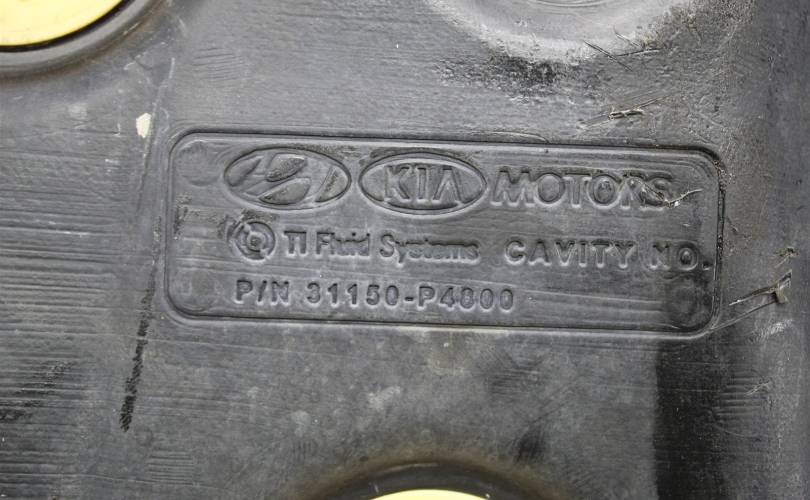 KIA MOTORS
TI Fluid Systems CAVITY NO.
P/N 31150-P4800